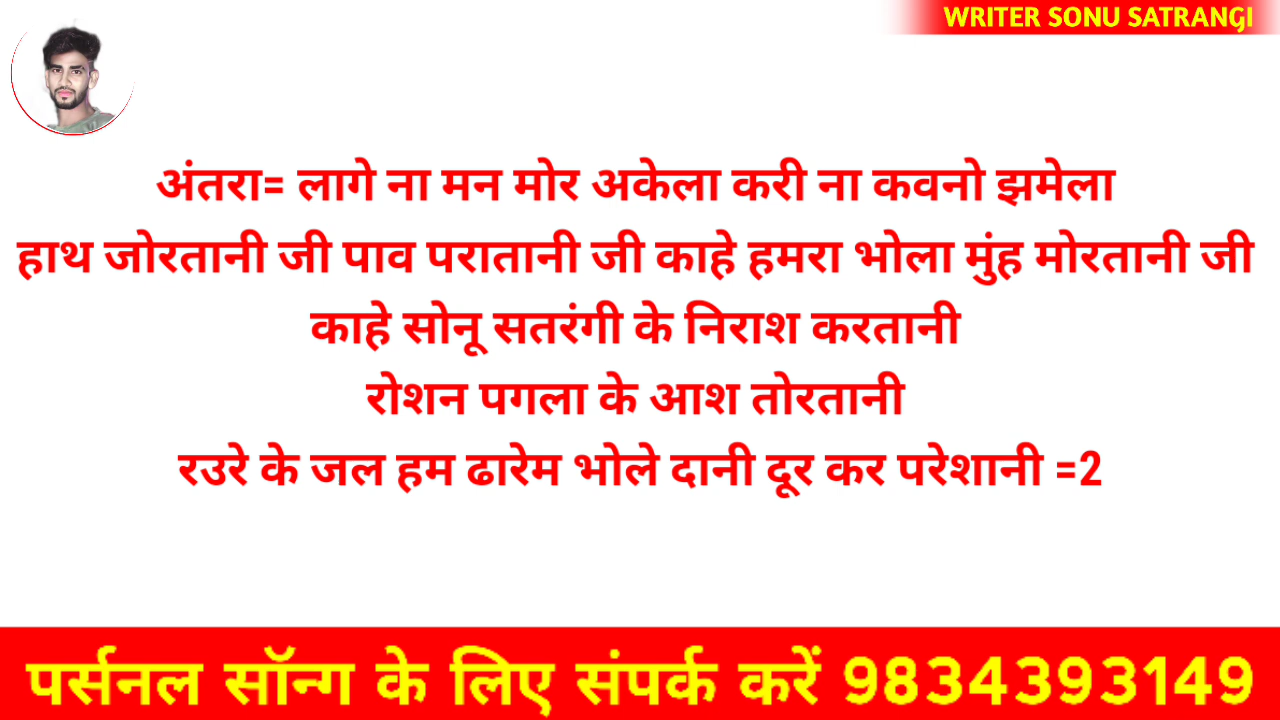 WRITER SONU SATRANGI
अंतरा= लागे ना मन मोर अकेला करी ना कवनो झमेला
हाथ जोरतानी जी पाव परातानी जी काहे हमरा भोला मुंह मोरतानी जी
काहे सोनू सतरंगी के निराश करतानी
रोशन पगला के आश तोरतानी
रउरे के जल हम ढारेम भोले दानी दूर कर परेशानी =2
पर्सनल सॉन्ग के लिए संपर्क करें 9834393149